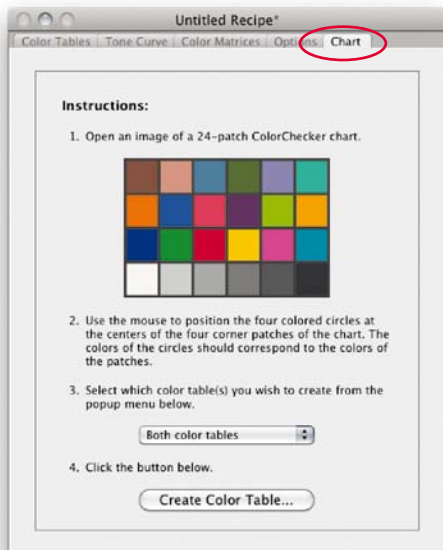 Untitled Recipe*
Color Tables Tone Curve Color Matrices Options Chart
Instructions:
1. Open an image of a 24-patch ColorChecker chart.
2. Use the mouse to position the four colored circles at
the centers of the four corner patches of the chart. The
colors of the circles should correspond to the colors of
the patches.
3. Select which color table(s) you wish to create from the
popup menu below.
Both color tables
4. Click the button below.
Create Color Table...